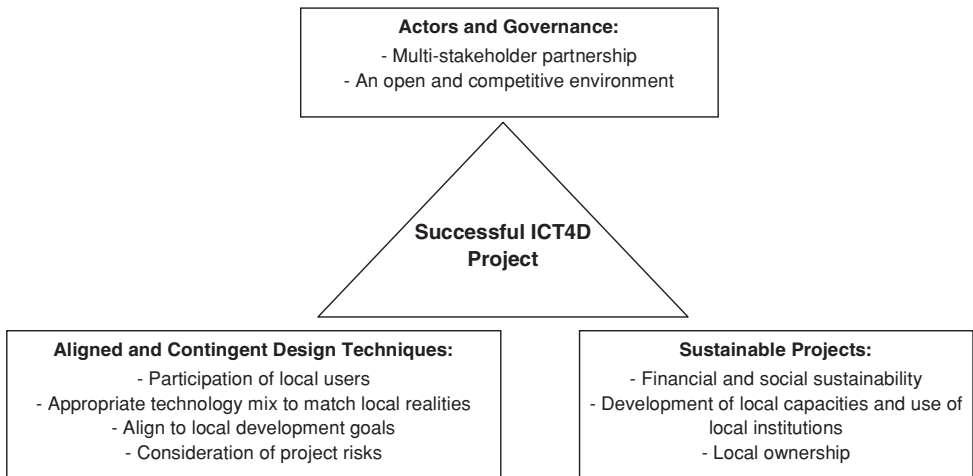 Actors and Governance:
- Multi-stakeholder partnership
- An open and competitive environment
Successful ICT4D
Project
Aligned and Contingent Design Techniques:
- Participation of local users
- Appropriate technology mix to match local realities
- Align to local development goals
- Consideration of project risks
Sustainable Projects:
- Financial and social sustainability
- Development of local capacities and use of
local institutions
- Local ownership